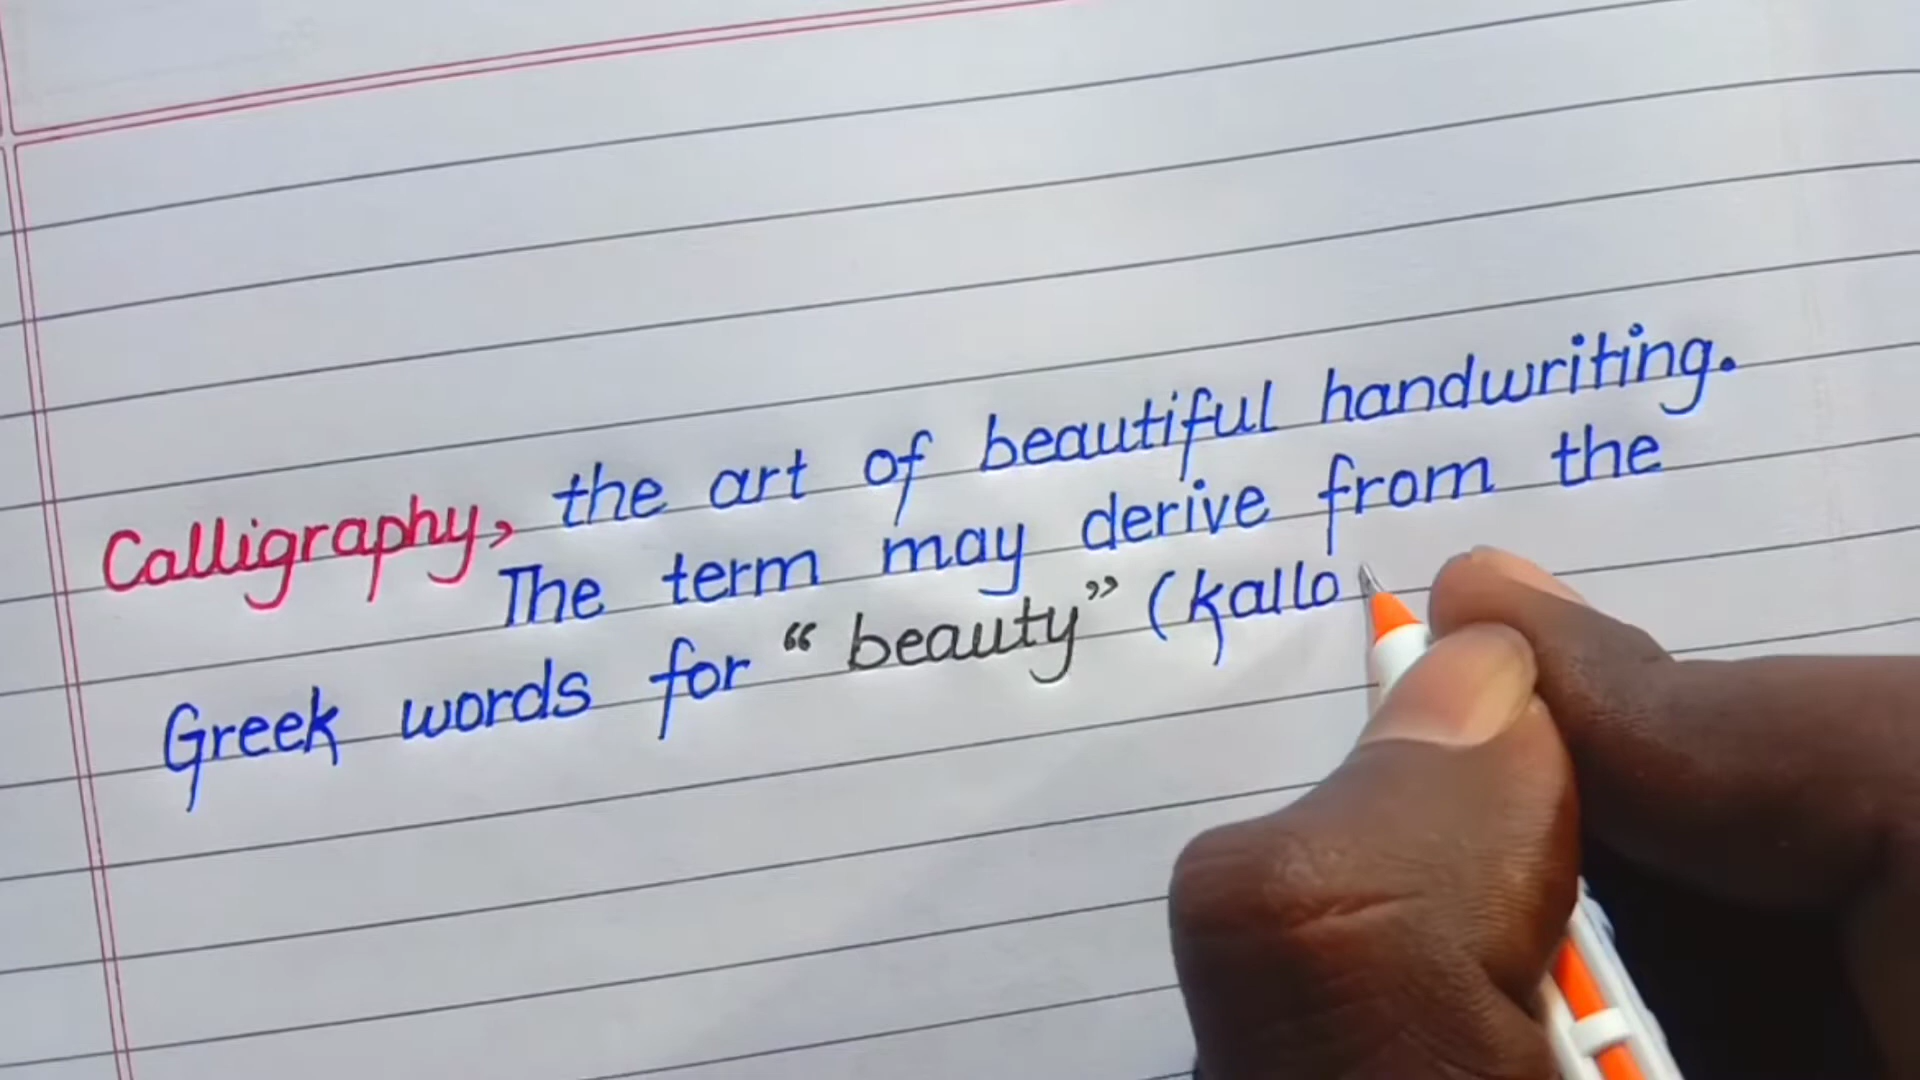 Calligraphy, the art of beautiful handwriting.
The term may derive from the
Greek words for “beauty” (kallo